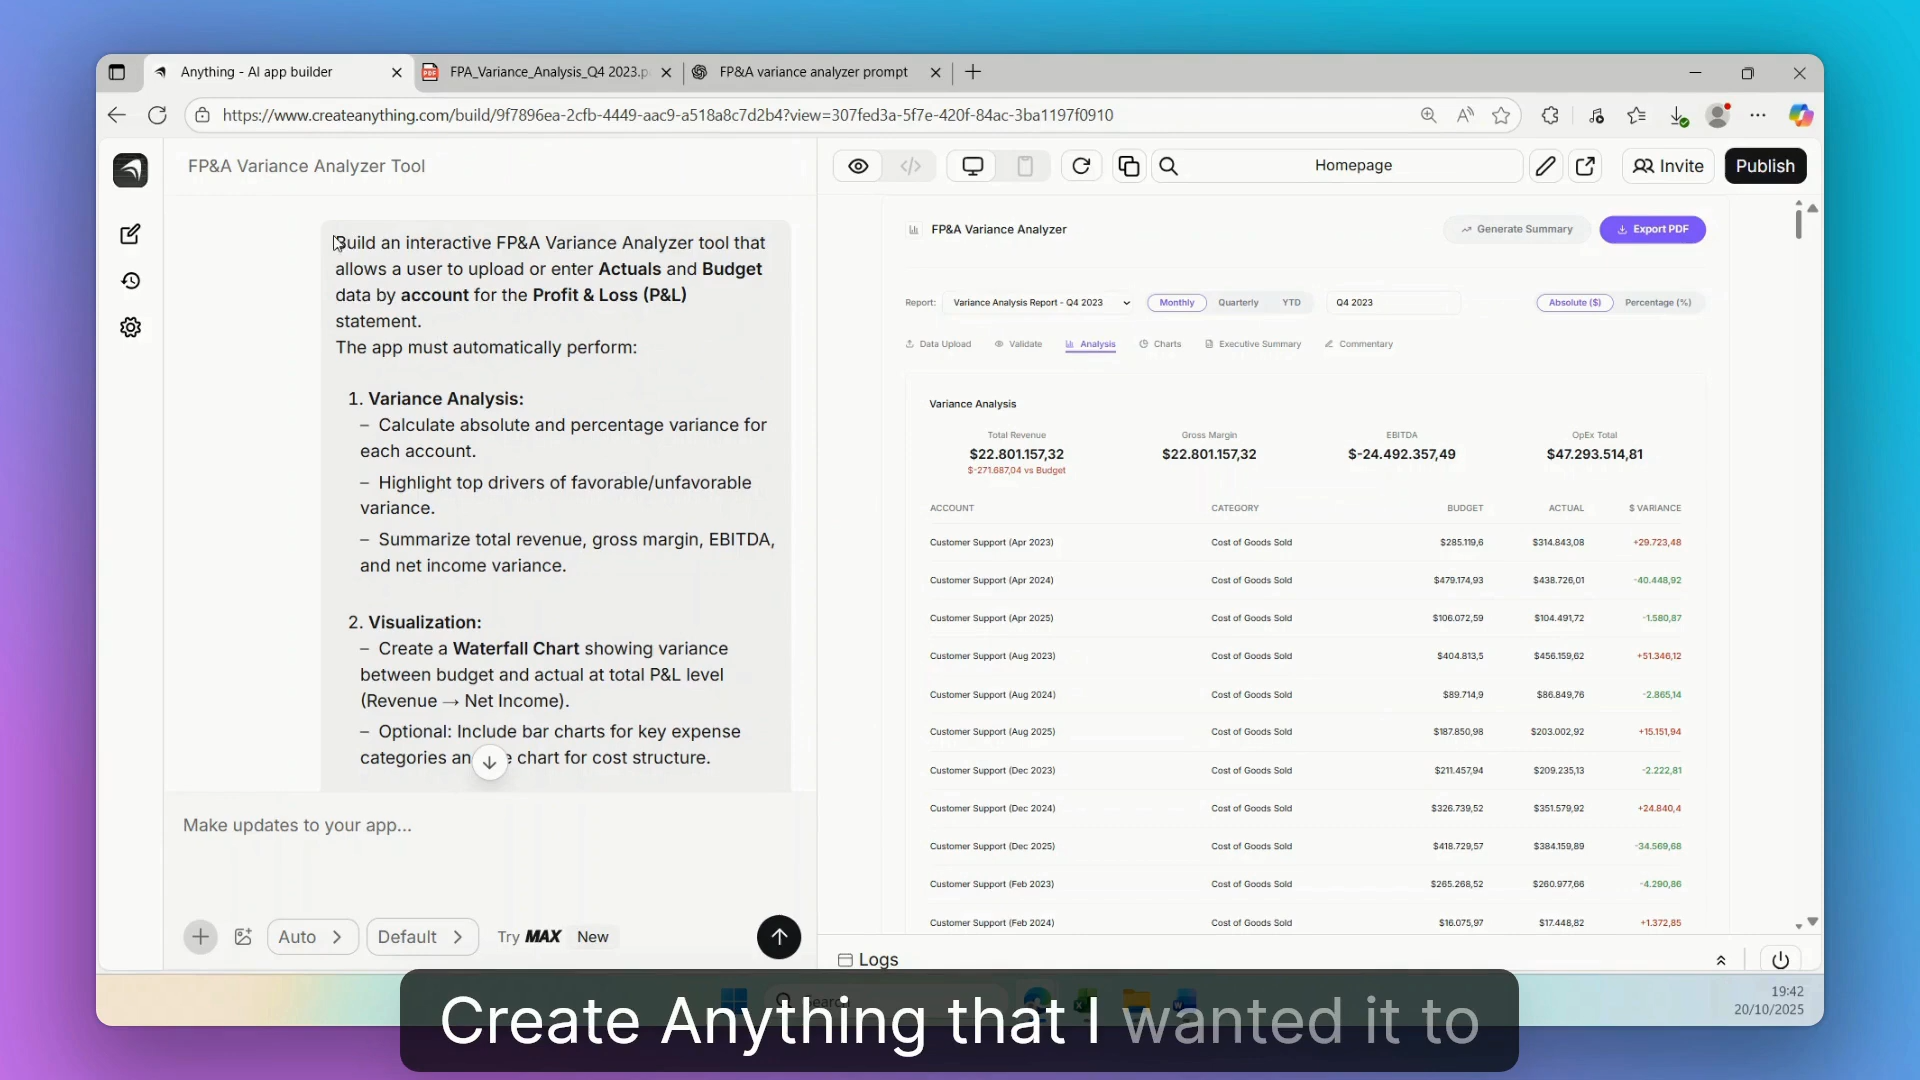 Anything - AI app builder
FPA_Variance_Analysis_Q4 2023.p
FP&A variance analyzer prompt
https://www.createanything.com/build/9f7896ea-2cfb-4449-aac9-a518a8c7d2b4?view=307fed3a-5f7e-420f-84ac-3ba1197f0910
FP&A Variance Analyzer Tool
Homepage
Invite
Publish
Build an interactive FP&A Variance Analyzer tool that
allows a user to upload or enter Actuals and Budget
data by account for the Profit & Loss (P&L)
statement.
The app must automatically perform:
1. Variance Analysis:
– Calculate absolute and percentage variance for
each account.
– Highlight top drivers of favorable/unfavorable
variance.
– Summarize total revenue, gross margin, EBITDA,
and net income variance.
2. Visualization:
– Create a Waterfall Chart showing variance
between budget and actual at total P&L level
(Revenue → Net Income).
– Optional: Include bar charts for key expense
categories an e chart for cost structure.
Make updates to your app...
Auto
Default
Try MAX New
FP&A Variance Analyzer
Generate Summary
Export PDF
Report: Variance Analysis Report - Q4 2023 Monthly Quarterly YTD Q4 2023 Absolute ($) Percentage (%)
Data Upload Validate Analysis Charts Executive Summary Commentary
Variance Analysis
Total Revenue Gross Margin EBITDA OpEx Total
$22.801.157,32 $22.801.157,32 $-24.492.357,49 $47.293.514,81
$-271.687,04 vs Budget
ACCOUNT CATEGORY BUDGET ACTUAL $ VARIANCE
Customer Support (Apr 2023) Cost of Goods Sold $285.119,6 $314.843,08 +29.723,48
Customer Support (Apr 2024) Cost of Goods Sold $479.174,93 $438.726,01 -40.448,92
Customer Support (Apr 2025) Cost of Goods Sold $106.072,59 $104.491,72 -1.580,87
Customer Support (Aug 2023) Cost of Goods Sold $404.813,5 $456.159,62 +51.346,12
Customer Support (Aug 2024) Cost of Goods Sold $89.714,9 $86.849,76 -2.865,14
Customer Support (Aug 2025) Cost of Goods Sold $187.850,98 $203.002,92 +15.151,94
Customer Support (Dec 2023) Cost of Goods Sold $211.457,94 $209.235,13 -2.222,81
Customer Support (Dec 2024) Cost of Goods Sold $326.739,52 $351.579,92 +24.840,4
Customer Support (Dec 2025) Cost of Goods Sold $418.729,57 $384.159,89 -34.569,68
Customer Support (Feb 2023) Cost of Goods Sold $265.268,52 $260.977,66 -4.290,86
Customer Support (Feb 2024) Cost of Goods Sold $16.075,97 $17.448,82 +1.372,85
Logs
Search
19:42
20/10/2025
Create Anything that I wanted it to